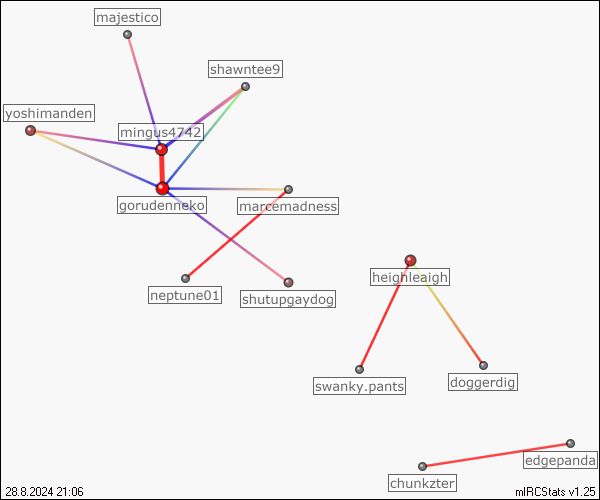 majestico
shawntee9
yoshimanden
mingus4742
gorudenneko
marcemadness
heighleaigh
neptune01
shutupgaydog
swanky.pants
doggerdig
edgepanda
chunkzter
28.8.2024 21:06
mIRCStats v1.25